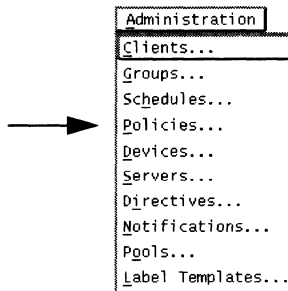 Administration
Clients...
Groups...
Schedules...
Policies...
Devices...
Servers...
Directives...
Notifications...
Pools...
Label Templates...